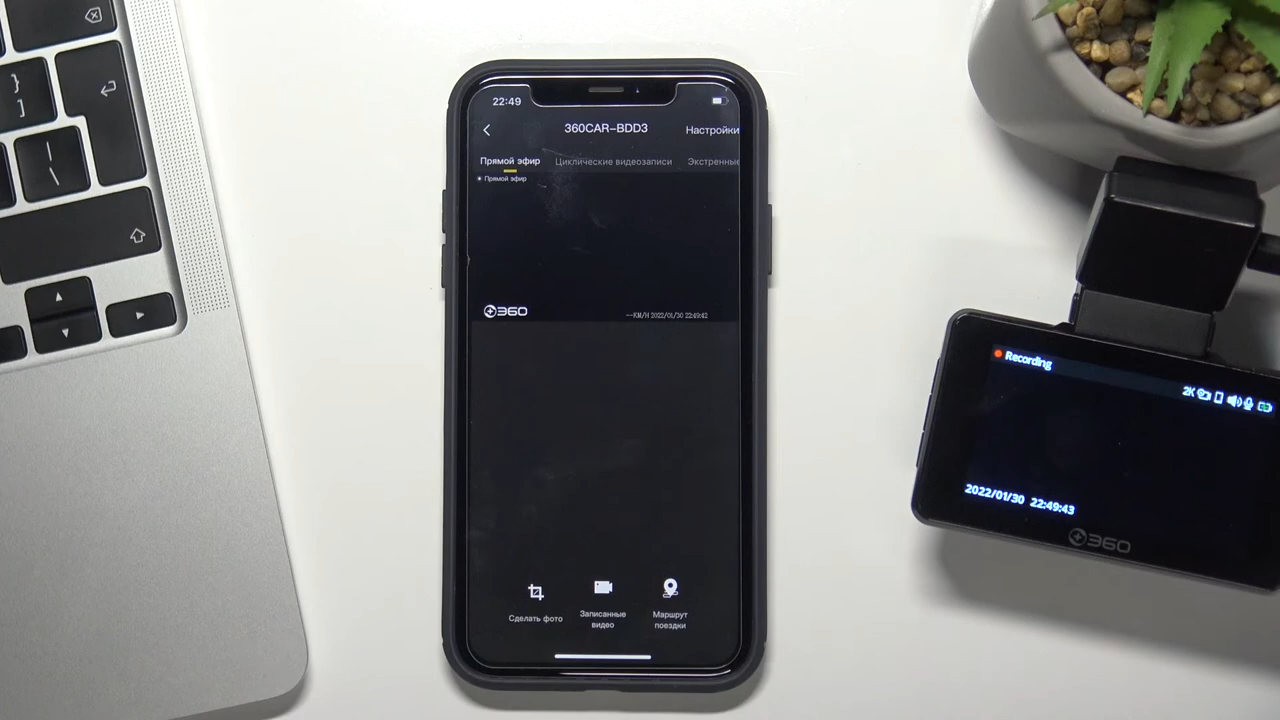 22:49
360CAR-BDD3
Настройки
Прямой эфир
Циклические видеозаписи
Экстренные
Прямой эфир
360
--KM/H 2022/01/30 22:49:42
Сделать фото
Записанные
видео
Маршрут
поездки
Recording
2K
2022/01/30 22:49:43
360
}
]
|
\